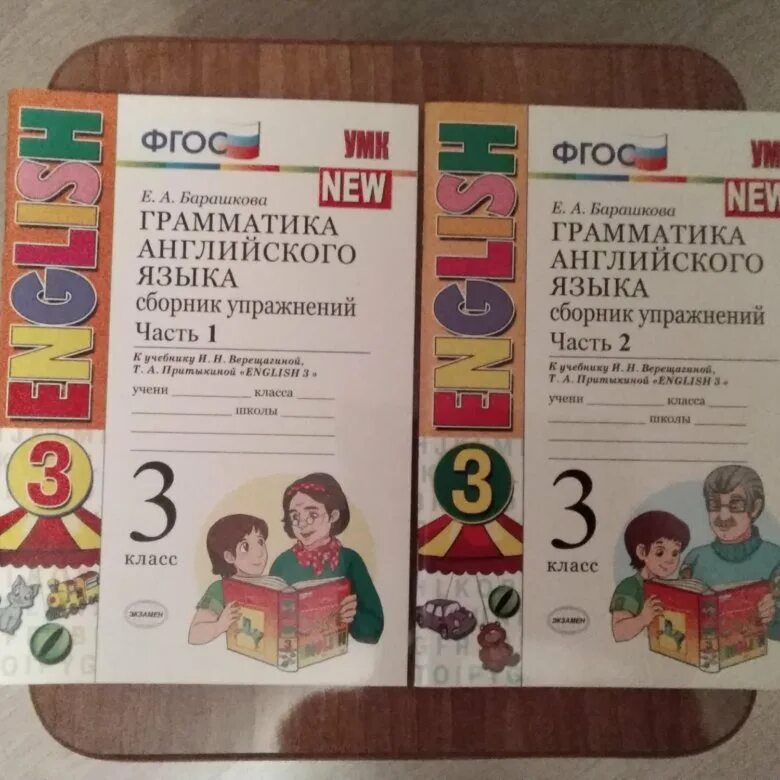 ENGLISH
ФГОС
УМК
NEW
Е. А. Барашкова
ГРАММАТИКА
АНГЛИЙСКОГО
ЯЗЫКА
сборник упражнений
Часть 1
К учебнику И. Н. Верещагиной,
Т. А. Притыкиной «ENGLISH 3»
учени класса
школы
3
3
класс
ЭКЗАМЕН
ENGLISH
ФГОС
УМК
NEW
Е. А. Барашкова
ГРАММАТИКА
АНГЛИЙСКОГО
ЯЗЫКА
сборник упражнений
Часть 2
К учебнику И. Н. Верещагиной,
Т. А. Притыкиной «ENGLISH 3»
учени класса
школы
3
3
класс
ЭКЗАМЕН